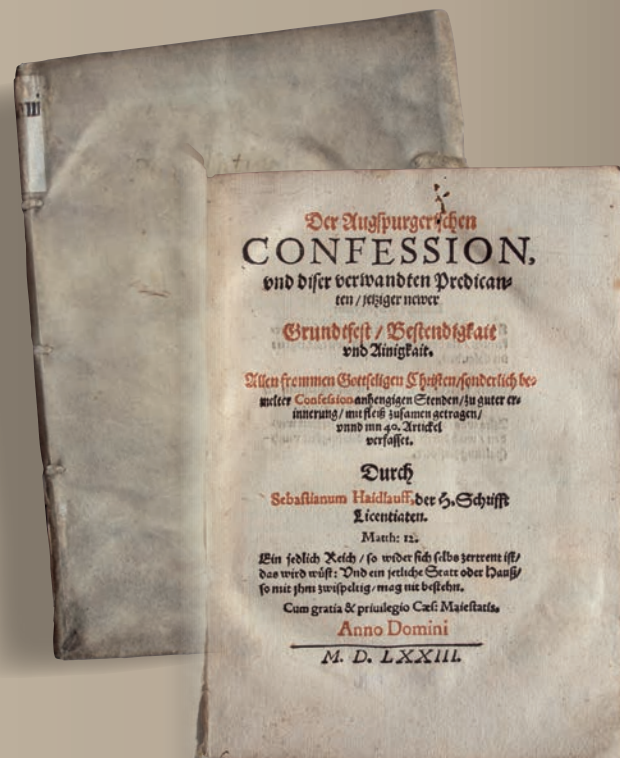 iii
Der Augspurgerischen
CONFESSION,
vnd diser verwandten Predican-
ten / jetziger newer
Grundtfest / Bestendigkait
vnd Ainigkait.
Allen frommen Gottseligen Christen / sonderlich be-
melter Confession anhengigen Stenden / zu guter er-
innerung / mit fleiß zusamen getragen /
vnnd inn 40. Artickel
verfasset.
Durch
Sebastianum Haidlauff, der H. Schrifft
Licentiaten.
Matth: 12.
Ein jedlich Reich / so wider sich selbs zertrent ist /
das wird wüst: Vnd ein jetliche Statt oder Hauß /
so mit jhm zwispeltig / mag nit bestehn.
Cum gratia & priuilegio Cæs: Maiestatis.
Anno Domini
M. D. LXXIII.